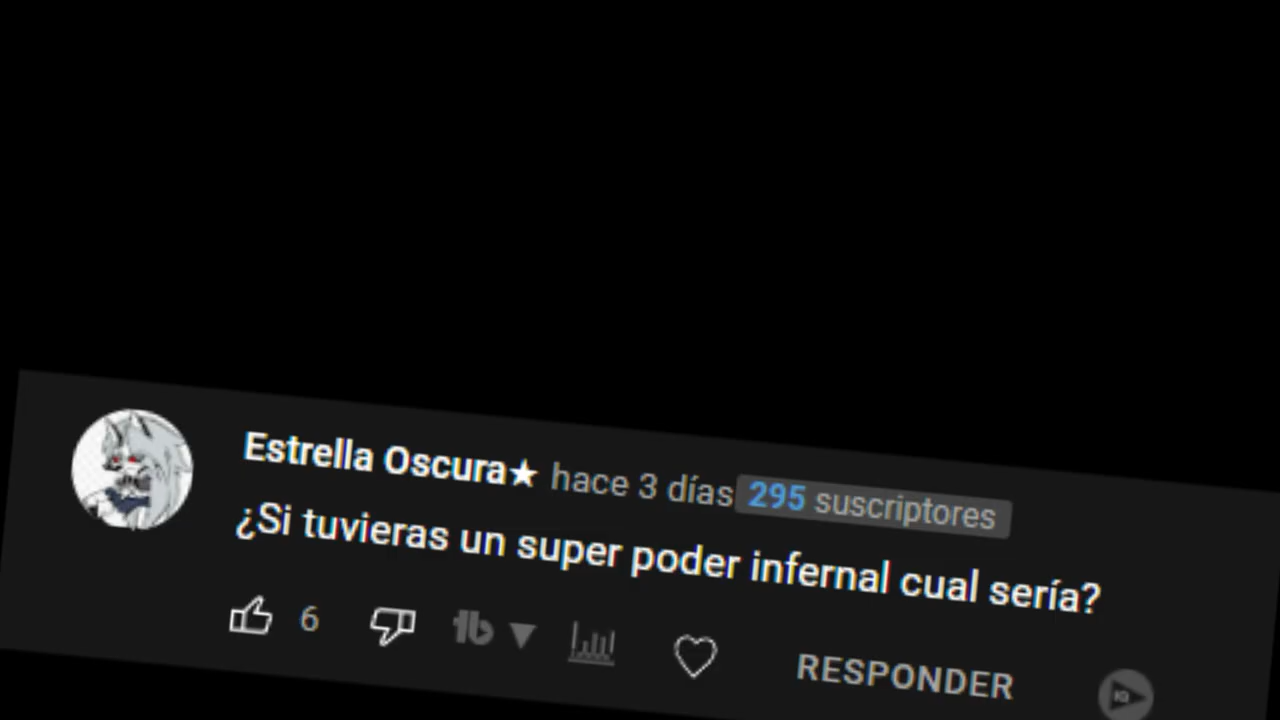 Estrella Oscura★ hace 3 días 295 suscriptores
¿Si tuvieras un super poder infernal cual sería?
6 RESPONDER